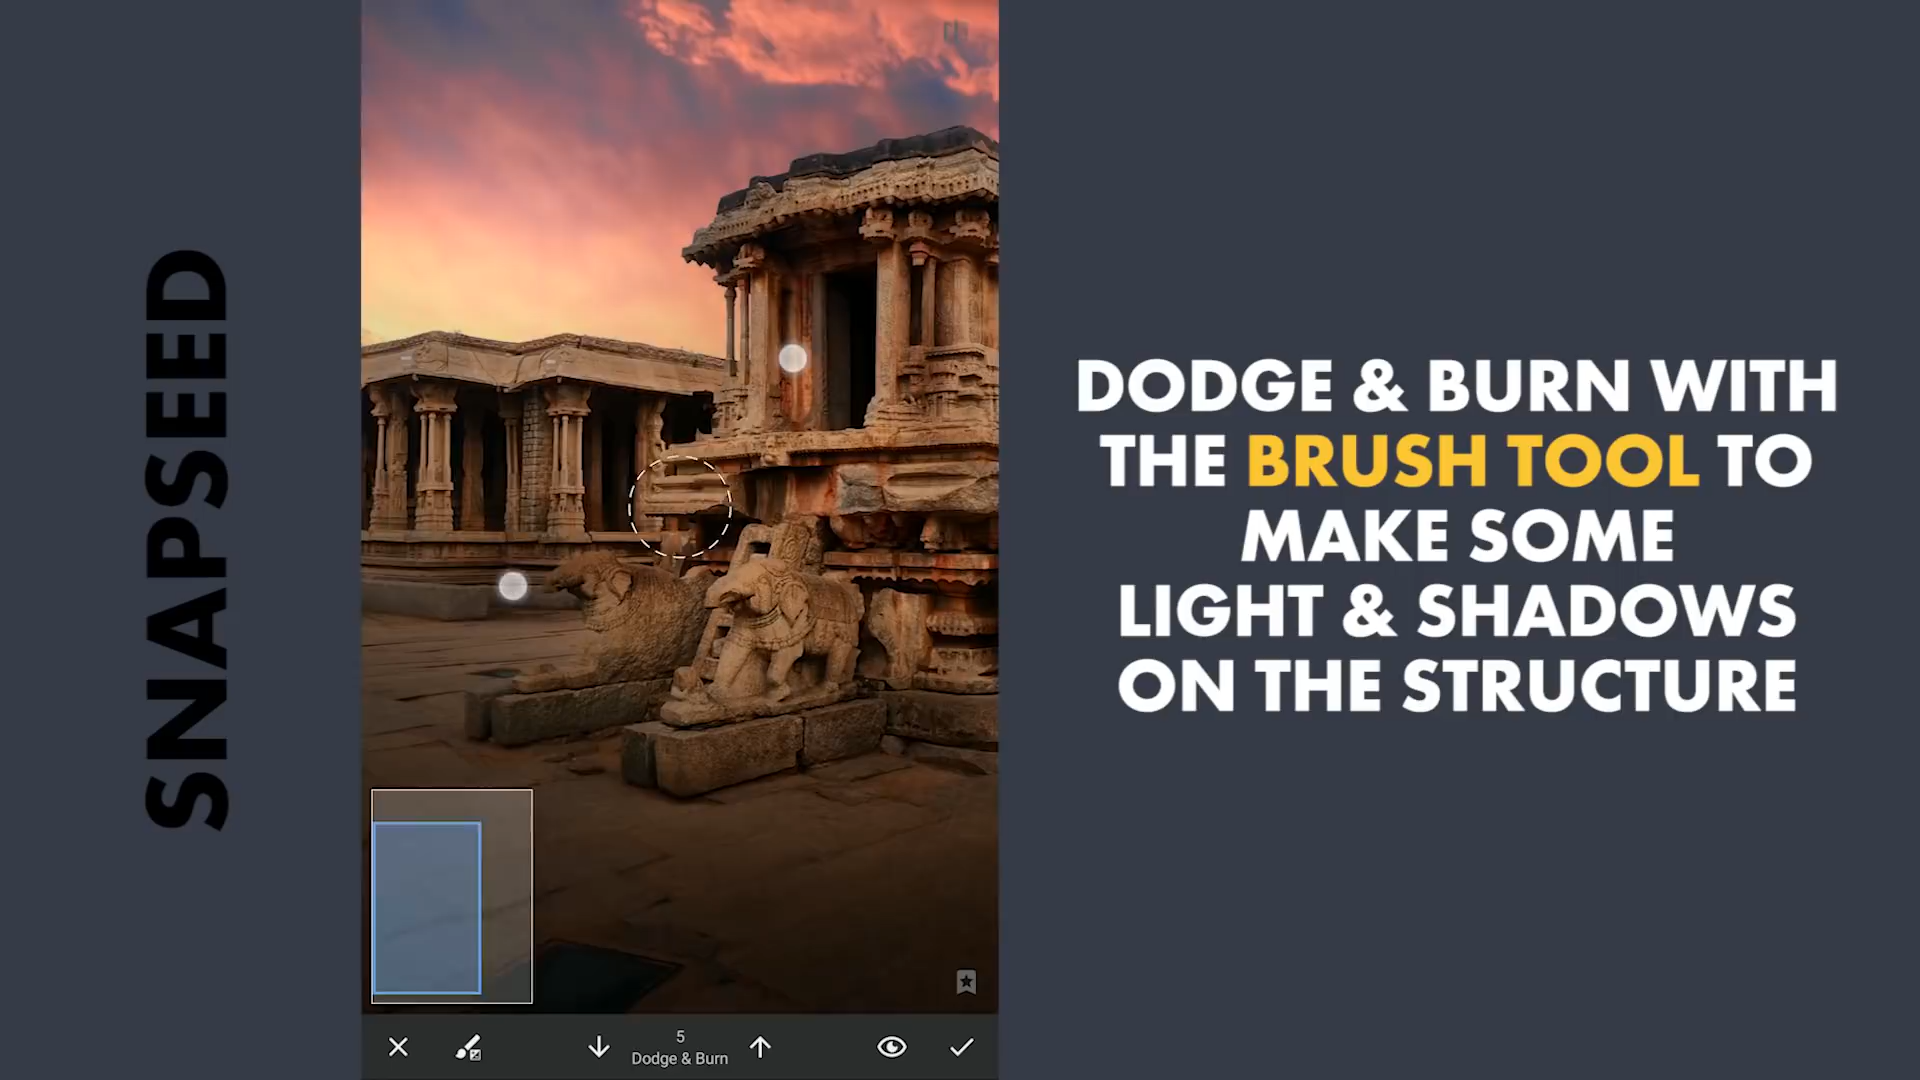 SNAPSEED
DODGE & BURN WITH
THE BRUSH TOOL TO
MAKE SOME
LIGHT & SHADOWS
ON THE STRUCTURE
5
Dodge & Burn